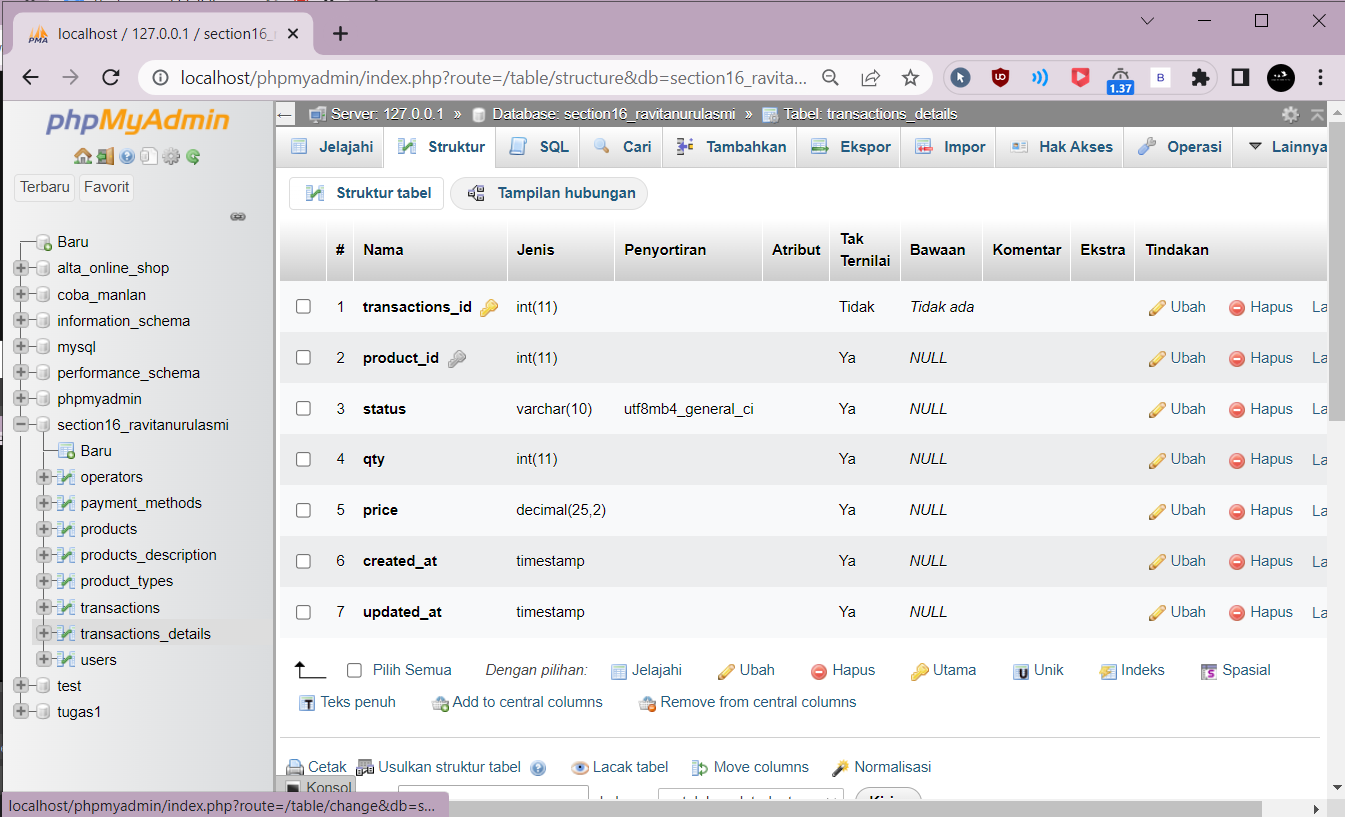 localhost / 127.0.0.1 / section16_r
localhost/phpmyadmin/index.php?route=/table/structure&db=section16_ravita...
1.37
B
phpMyAdmin
Terbaru Favorit
Baru
alta_online_shop
coba_manlan
information_schema
mysql
performance_schema
phpmyadmin
section16_ravitanurulasmi
Baru
operators
payment_methods
products
products_description
product_types
transactions
transactions_details
users
test
tugas1
Server: 127.0.0.1 » Database: section16_ravitanurulasmi » Tabel: transactions_details
Jelajahi Struktur SQL Cari Tambahkan Ekspor Impor Hak Akses Operasi Lainnya
Struktur tabel Tampilan hubungan
# Nama Jenis Penyortiran Atribut Tak Ternilai Bawaan Komentar Ekstra Tindakan
1 transactions_id int(11) Tidak Tidak ada Ubah Hapus La
2 product_id int(11) Ya NULL Ubah Hapus La
3 status varchar(10) utf8mb4_general_ci Ya NULL Ubah Hapus La
4 qty int(11) Ya NULL Ubah Hapus La
5 price decimal(25,2) Ya NULL Ubah Hapus La
6 created_at timestamp Ya NULL Ubah Hapus La
7 updated_at timestamp Ya NULL Ubah Hapus La
Pilih Semua Dengan pilihan: Jelajahi Ubah Hapus Utama Unik Indeks Spasial
Teks penuh Add to central columns Remove from central columns
Cetak Usulkan struktur tabel Lacak tabel Move columns Normalisasi
Konsol
localhost/phpmyadmin/index.php?route=/table/change&db=s...